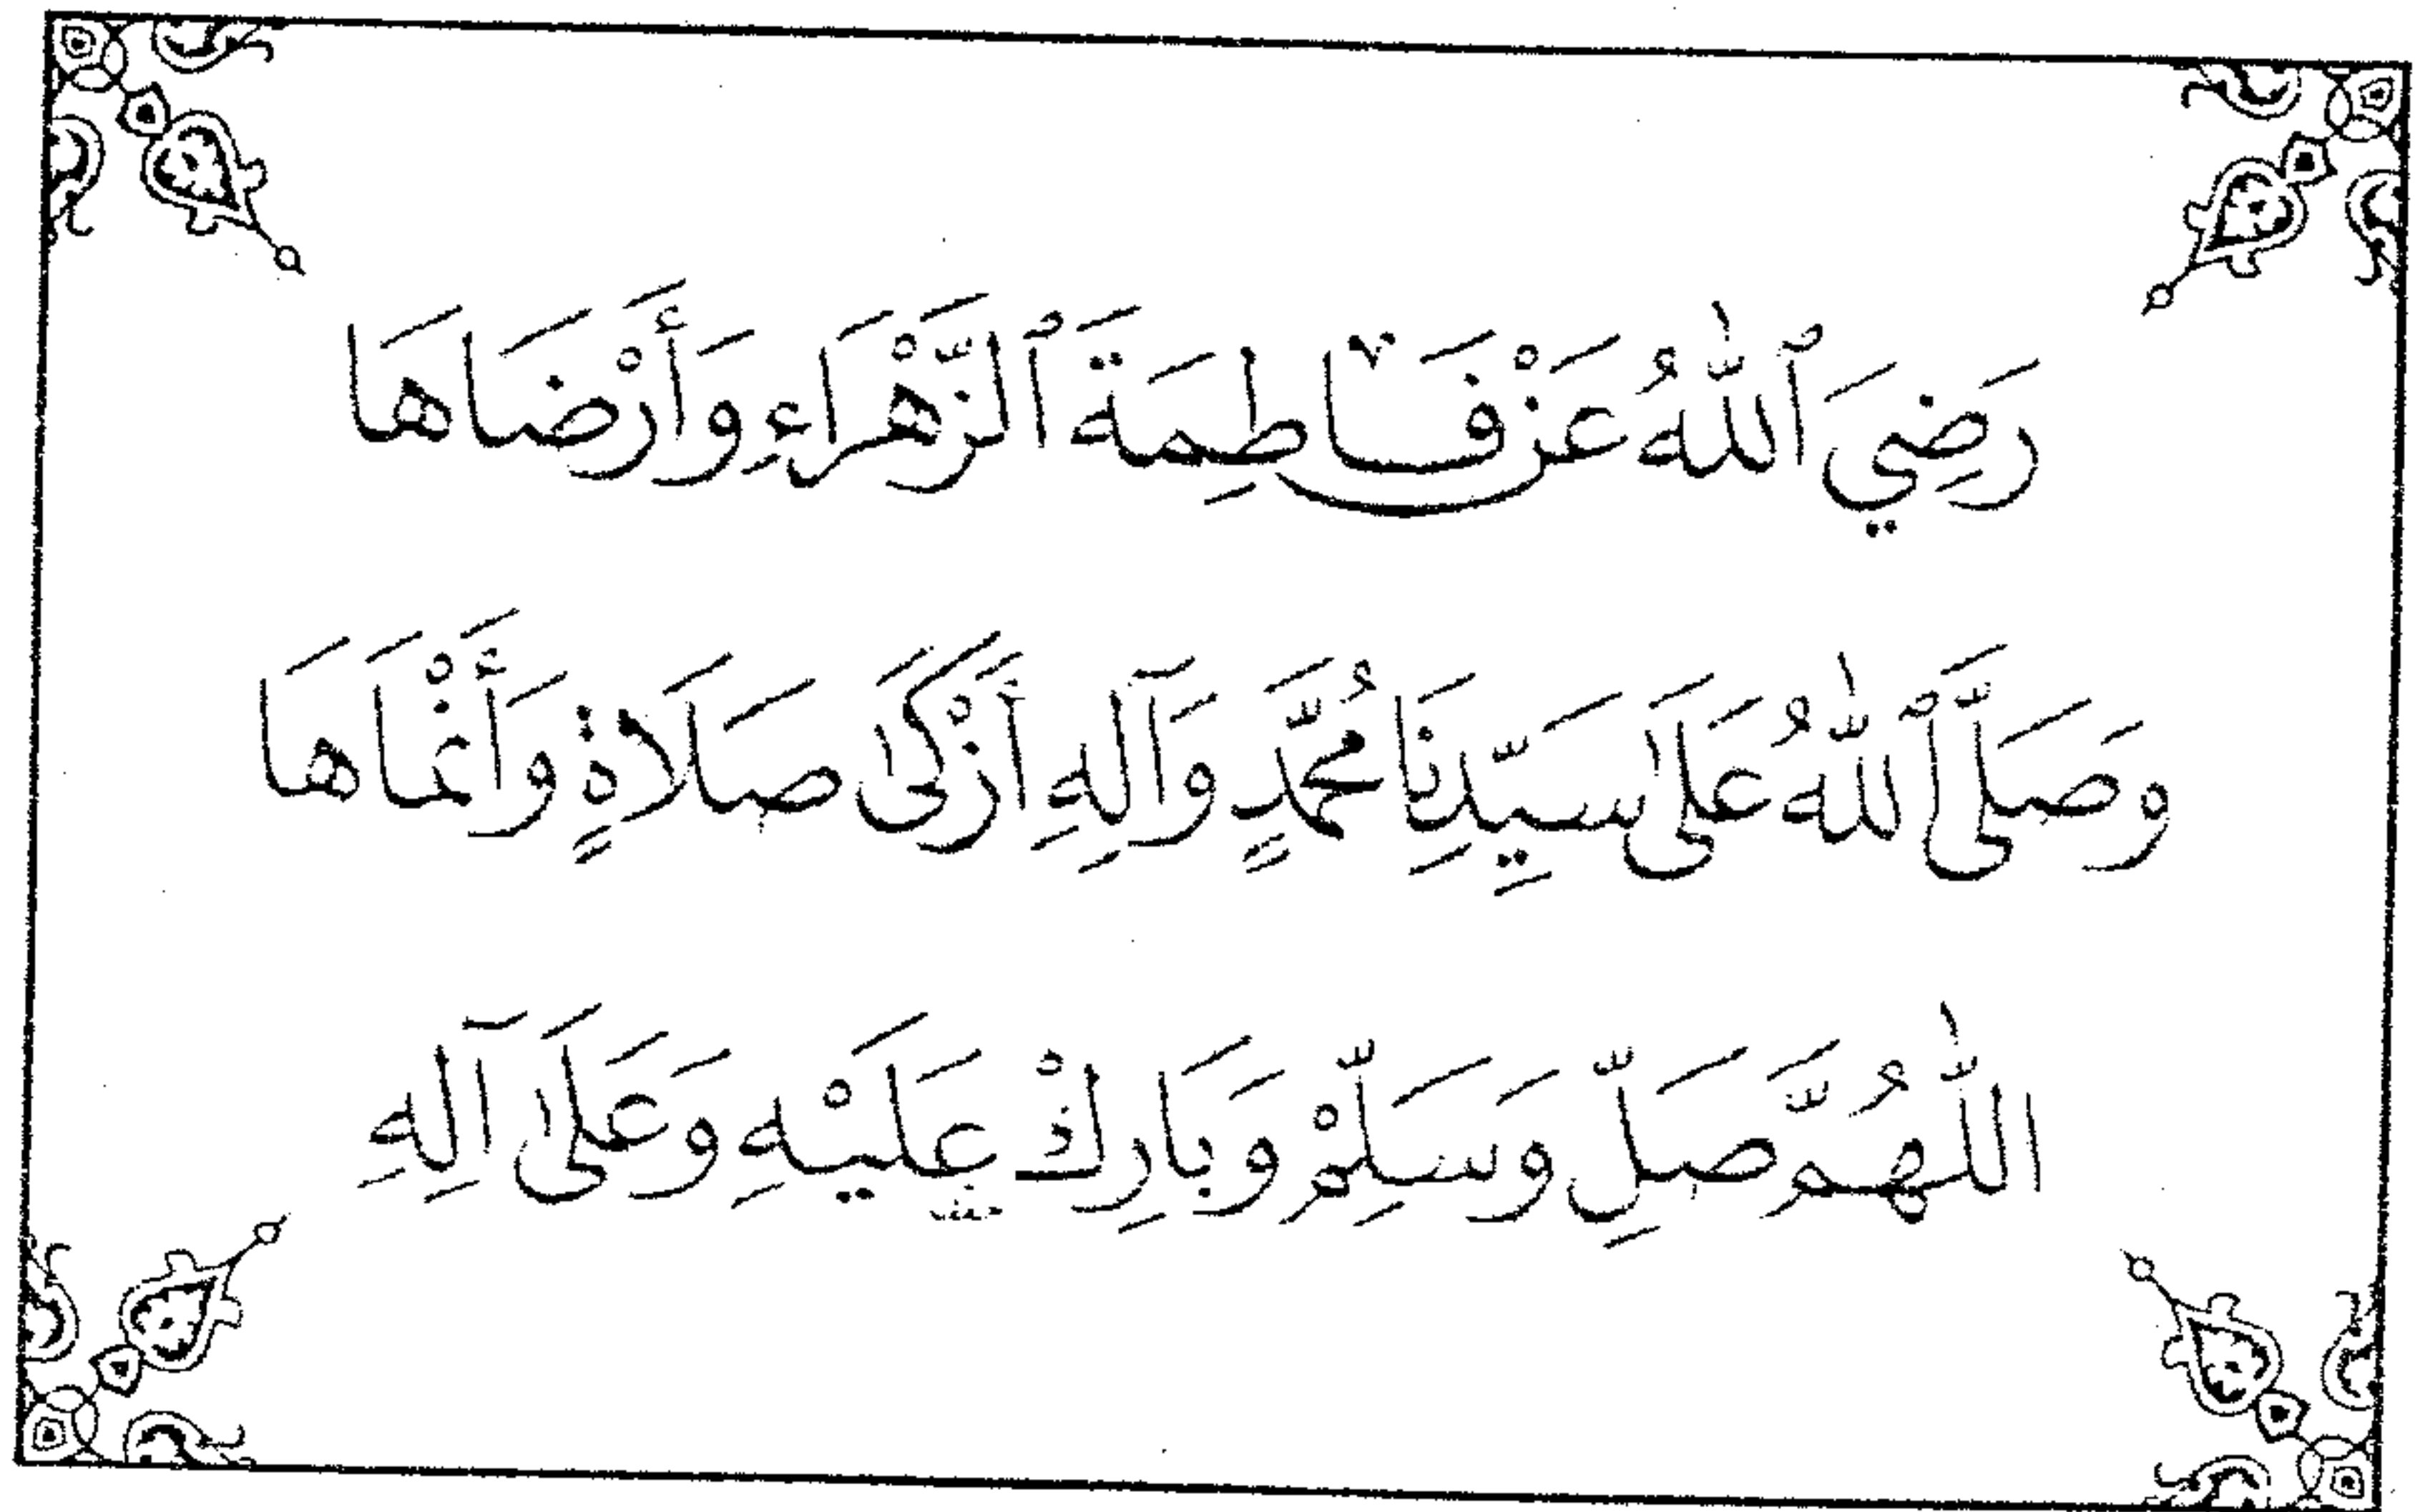 رَضِيَ ٱللّٰهُ عَنْ فَاطِمَةَ ٱلزَّهْرَاءِ وَأَرْضَاهَا
وَصَلَّى ٱللّٰهُ عَلَى سَيِّدِنَا مُحَمَّدٍ وَآلِهِ أَزْكَى صَلَاةٍ وَأَنْمَاهَا
اللّٰهُمَّ صَلِّ وَسَلِّمْ وَبَارِكْ عَلَيْهِ وَعَلَى آلِهِ